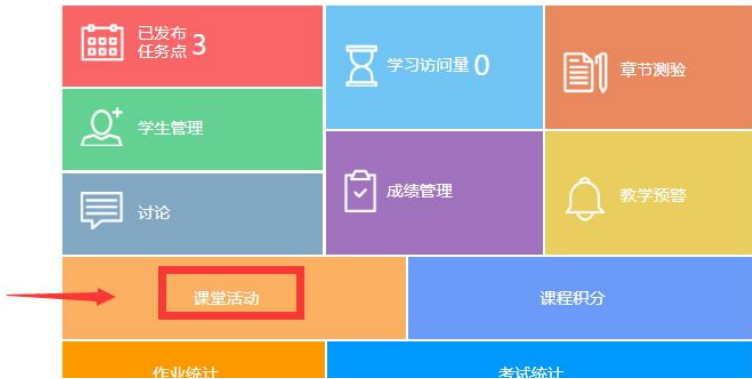 已发布
任务点 3
学习访问量 0
章节测验
学生管理
成绩管理
教学预警
讨论
课堂活动
课程积分
作业统计
考试统计